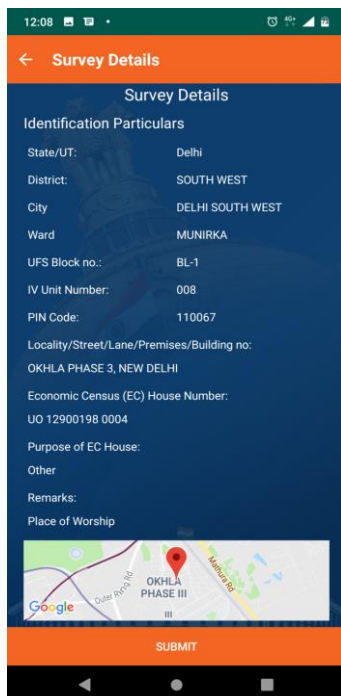 12:08
4G+
Survey Details
Survey Details
Identification Particulars
State/UT: Delhi
District: SOUTH WEST
City DELHI SOUTH WEST
Ward MUNIRKA
UFS Block no.: BL-1
IV Unit Number: 008
PIN Code: 110067
Locality/Street/Lane/Premises/Building no:
OKHLA PHASE 3, NEW DELHI
Economic Census (EC) House Number:
UO 12900198 0004
Purpose of EC House:
Other
Remarks:
Place of Worship
Outer Ring Rd
OKHLA
PHASE III
Mathura Rd
III
Google
SUBMIT